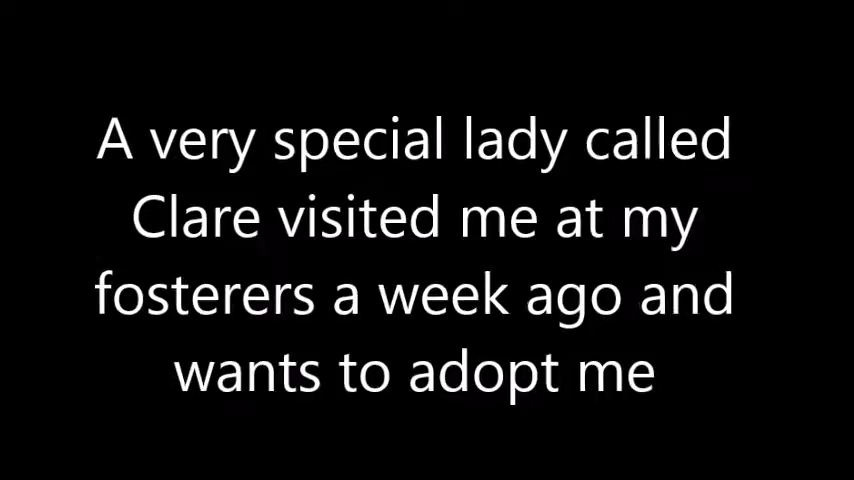 A very special lady called
Clare visited me at my
fosterers a week ago and
wants to adopt me